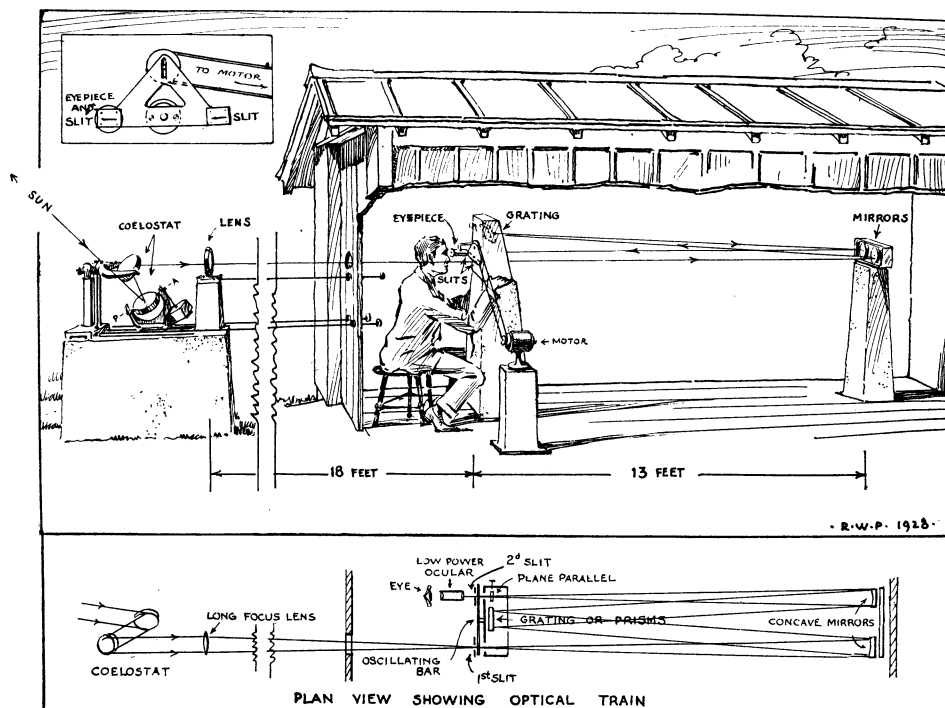 TO MOTOR
EYEPIECE
AND
SLIT
SLIT
SUN
COELOSTAT
LENS
EYEPIECE
GRATING
MIRRORS
SLITS
A
P
MOTOR
18 FEET
13 FEET
· R.W.P. 1928 ·
LOW POWER
OCULAR
2d SLIT
EYE
PLANE PARALLEL
LONG FOCUS LENS
GRATING OR PRISMS
CONCAVE MIRRORS
COELOSTAT
OSCILLATING
BAR
1st SLIT
PLAN VIEW SHOWING OPTICAL TRAIN